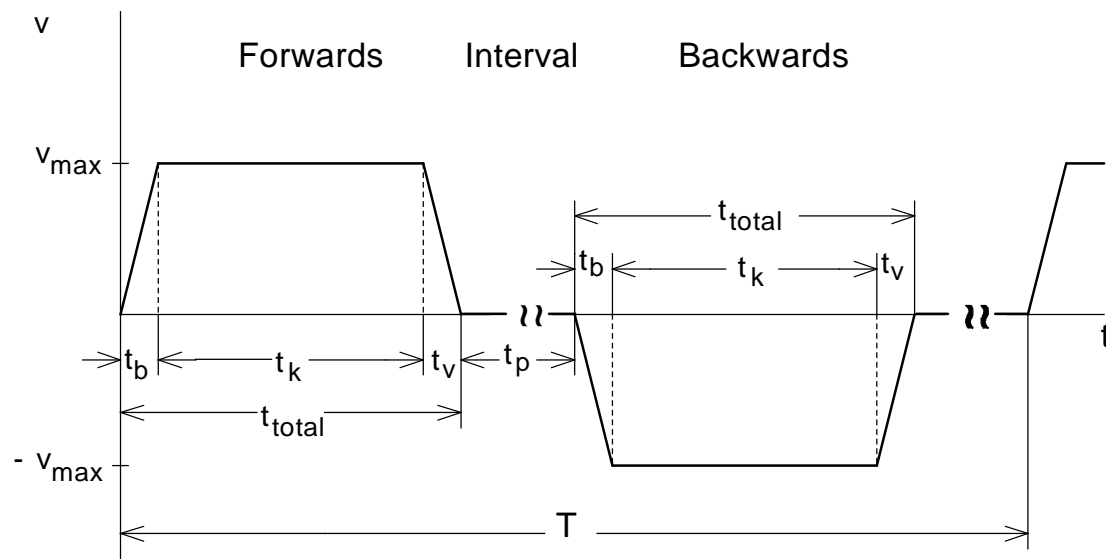 v
Forwards Interval Backwards
vmax
ttotal
tb tk tv
t
tb tk tv tp
ttotal
- vmax
T